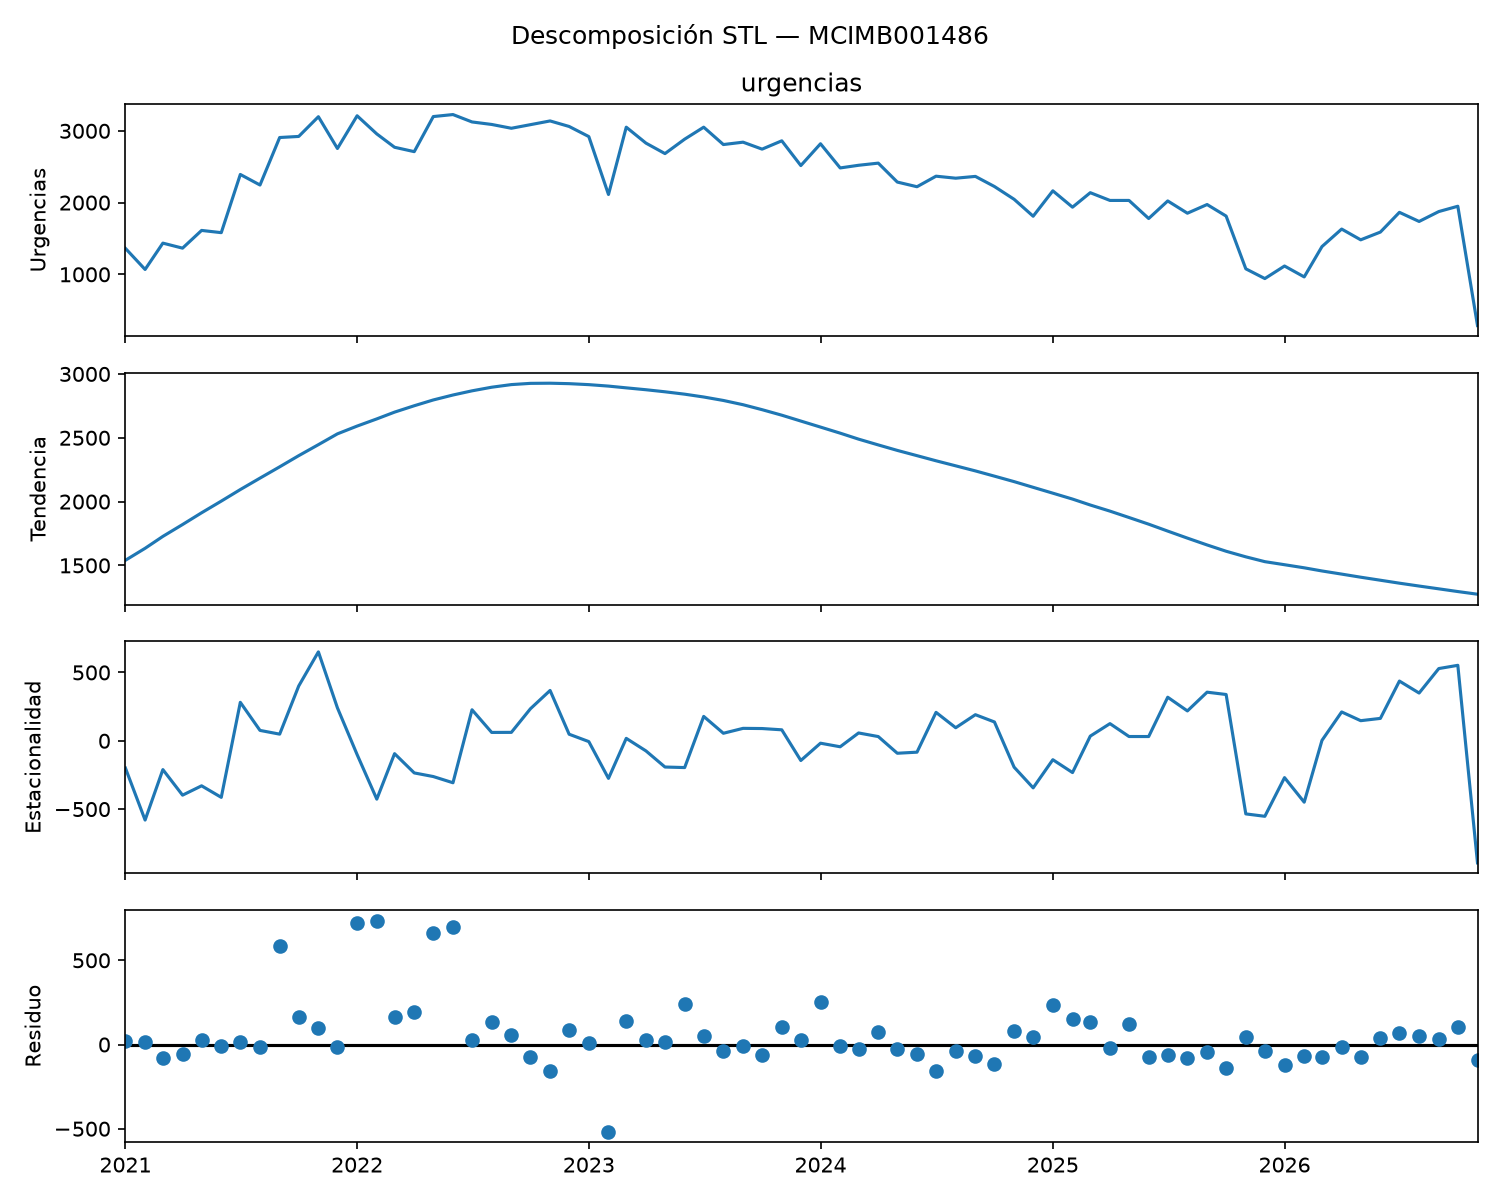 Descomposición STL — MCIMB001486
urgencias
Urgencias
3000
2000
1000
Tendencia
3000
2500
2000
1500
Estacionalidad
500
0
−500
Residuo
500
0
−500
2021 2022 2023 2024 2025 2026